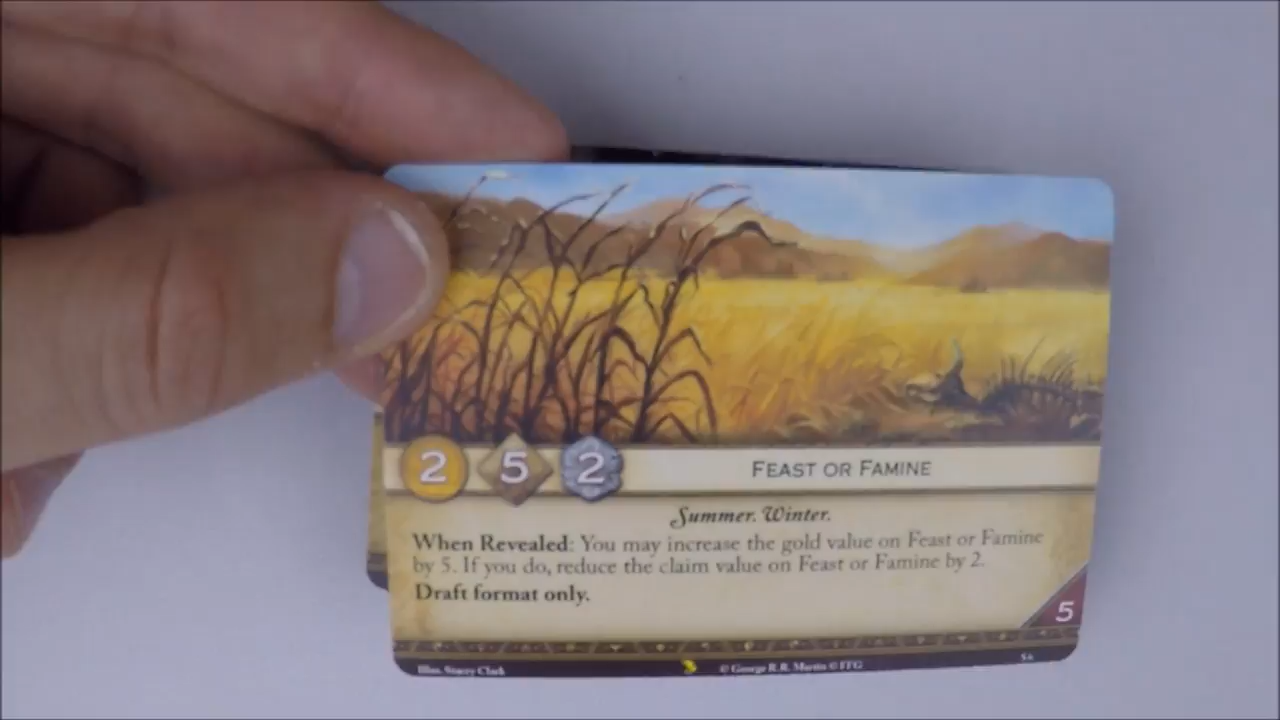 2 5 2 FEAST OR FAMINE
Summer. Winter.
When Revealed: You may increase the gold value on Feast or Famine
by 5. If you do, reduce the claim value on Feast or Famine by 2.
Draft format only.
5
Illus. Stacey Clark © George R.R. Martin © FFG